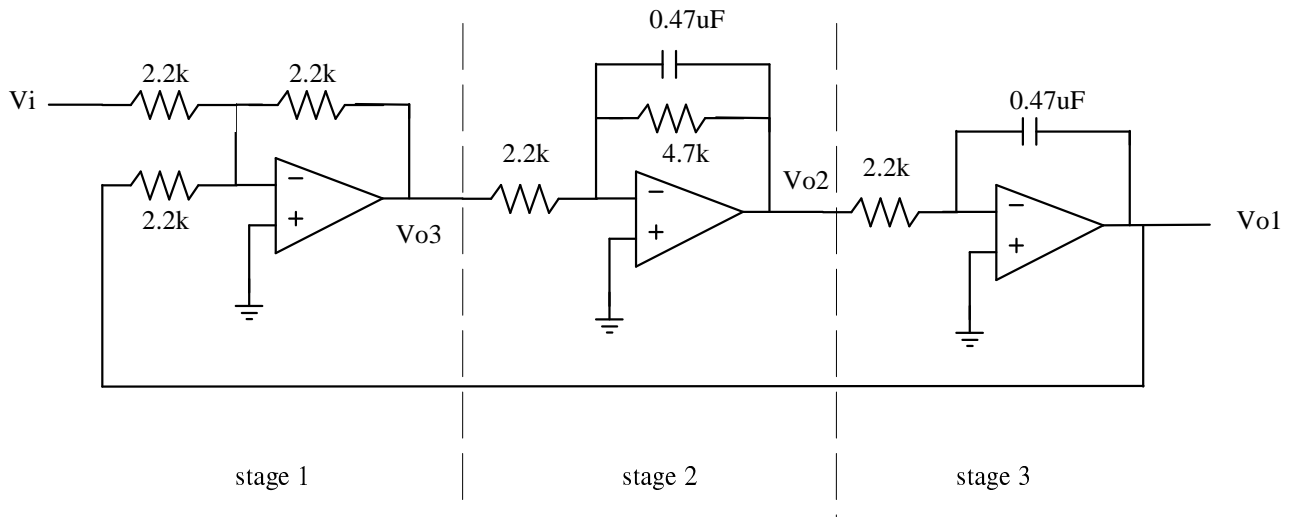 0.47uF
2.2k
2.2k
Vi
0.47uF
2.2k
4.7k
Vo2
2.2k
2.2k
Vo3
Vo1
stage 1
stage 2
stage 3